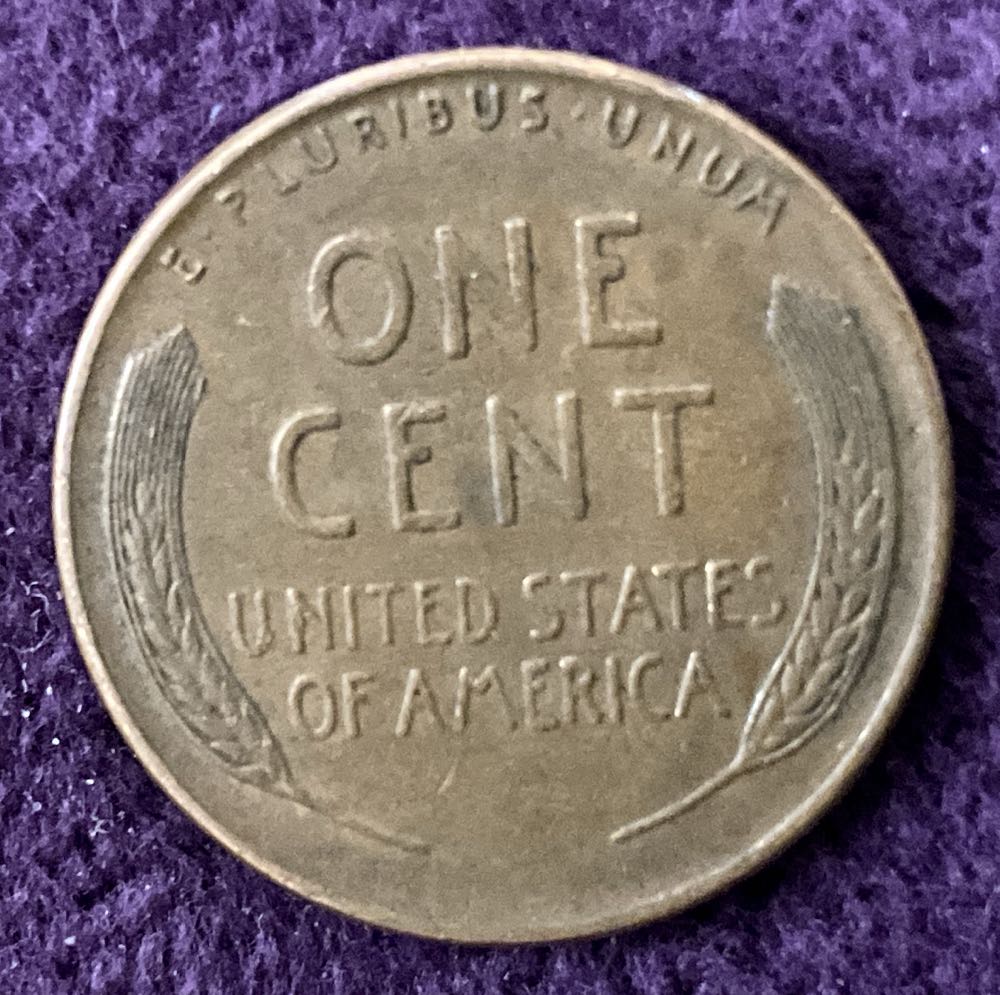 E·PLURIBUS·UNUM
ONE
CENT
UNITED STATES
OF AMERICA